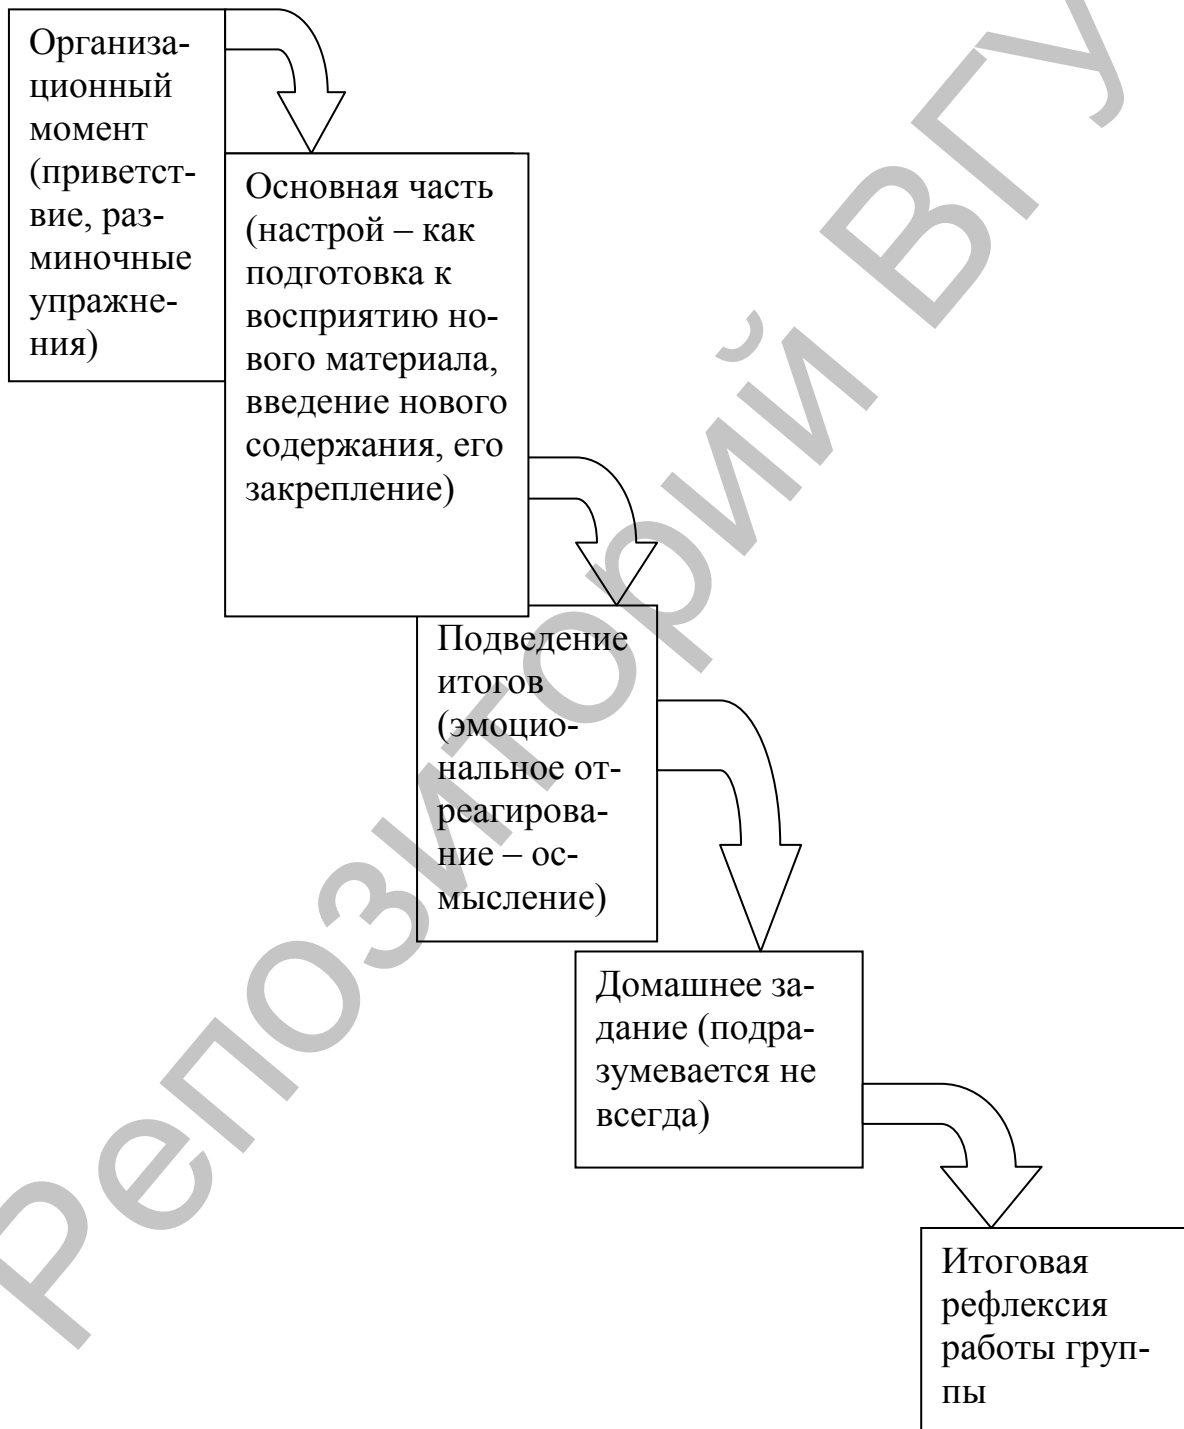 Организа-
ционный
момент
(приветст-
вие, раз-
миночные
упражне-
ния)
Основная часть
(настрой – как
подготовка к
восприятию но-
вого материала,
введение нового
содержания, его
закрепление)
Подведение
итогов
(эмоцио-
нальное от-
реагирова-
ние – ос-
мысление)
Домашнее за-
дание (подра-
зумевается не
всегда)
Итоговая
рефлексия
работы груп-
пы
Репозиторий ВГУ